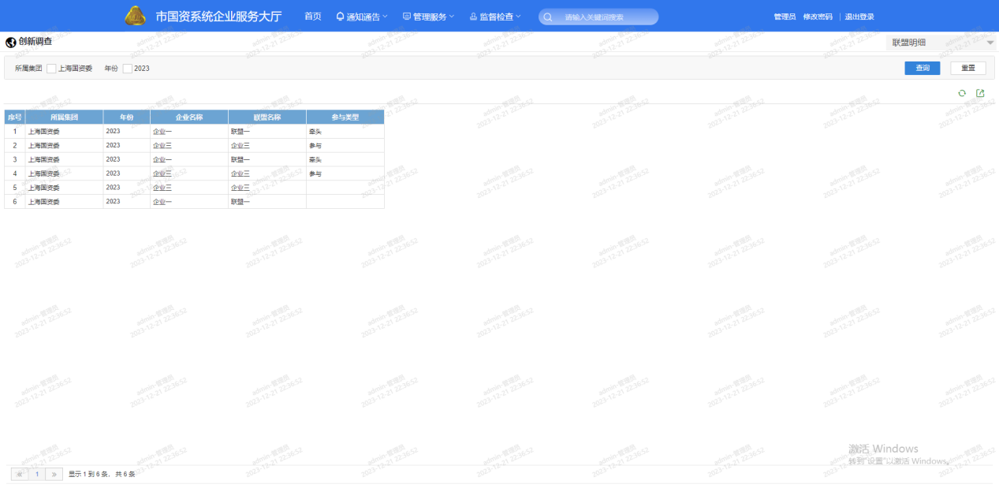 市国资系统企业服务大厅 首页 通知通告 管理服务 监督检查 请输入关键词搜索 管理员 修改密码 退出登录
创新调查 联盟明细
所属集团 上海国资委 年份 2023 查询 重置
序号 所属集团 年份 企业名称 联盟名称 参与类型
1 上海国资委 2023 企业一 联盟一 牵头
2 上海国资委 2023 企业三 企业三 参与
3 上海国资委 2023 企业一 联盟一 牵头
4 上海国资委 2023 企业三 企业三 参与
5 上海国资委 2023 企业三 企业三
6 上海国资委 2023 企业一 联盟一
admin-管理员
2023-12-21 22:36:52
激活 Windows
转到"设置"以激活 Windows。
« 1 » 显示 1 到 6 条, 共 6 条